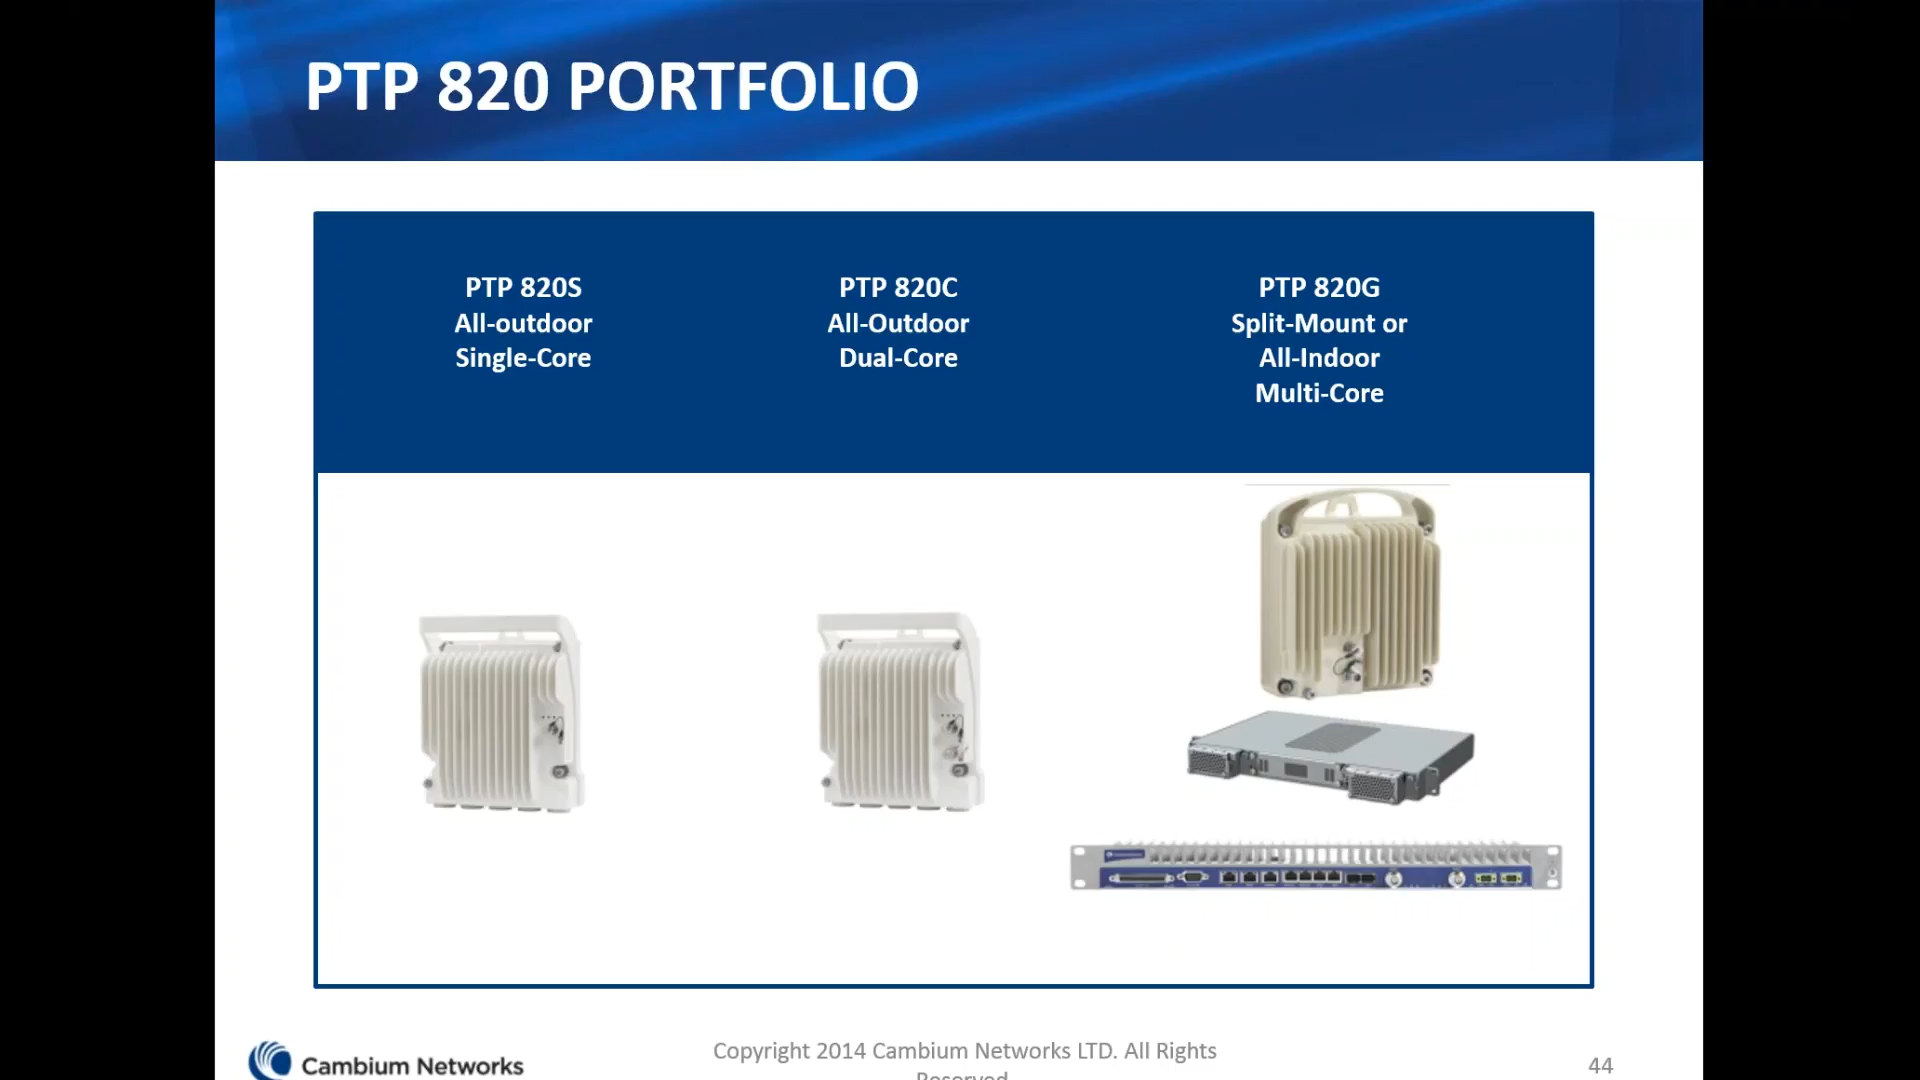 PTP 820 PORTFOLIO
PTP 820S
All-outdoor
Single-Core
PTP 820C
All-Outdoor
Dual-Core
PTP 820G
Split-Mount or
All-Indoor
Multi-Core
Cambium Networks
Copyright 2014 Cambium Networks LTD. All Rights
Reserved
44